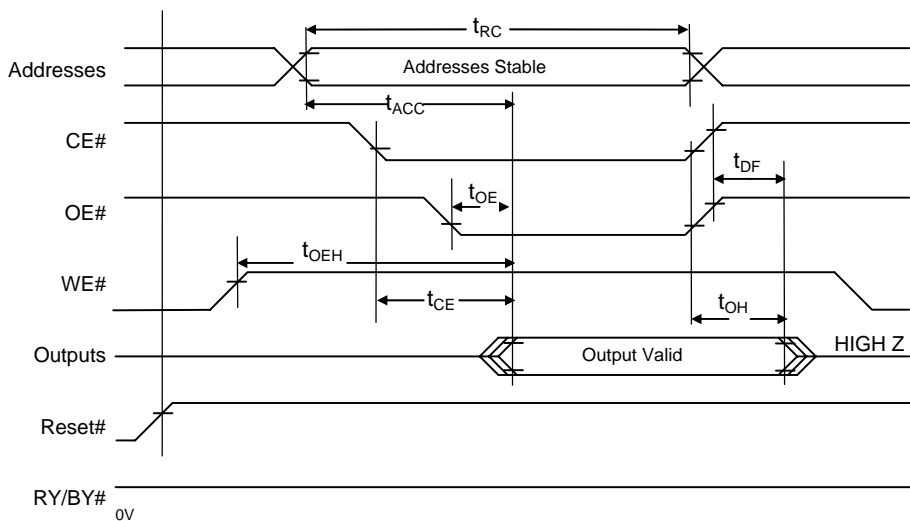 tRC
Addresses
Addresses Stable
tACC
CE#
tDF
tOE
OE#
tOEH
WE#
tCE
tOH
Outputs
Output Valid
HIGH Z
Reset#
RY/BY#
0V